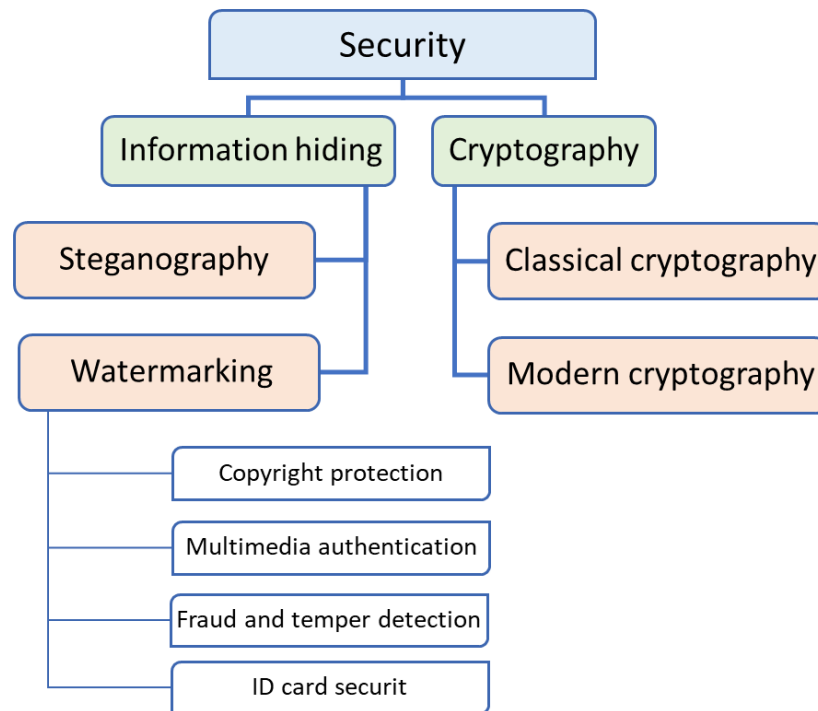 Security
Information hiding
Cryptography
Steganography
Classical cryptography
Watermarking
Modern cryptography
Copyright protection
Multimedia authentication
Fraud and temper detection
ID card securit